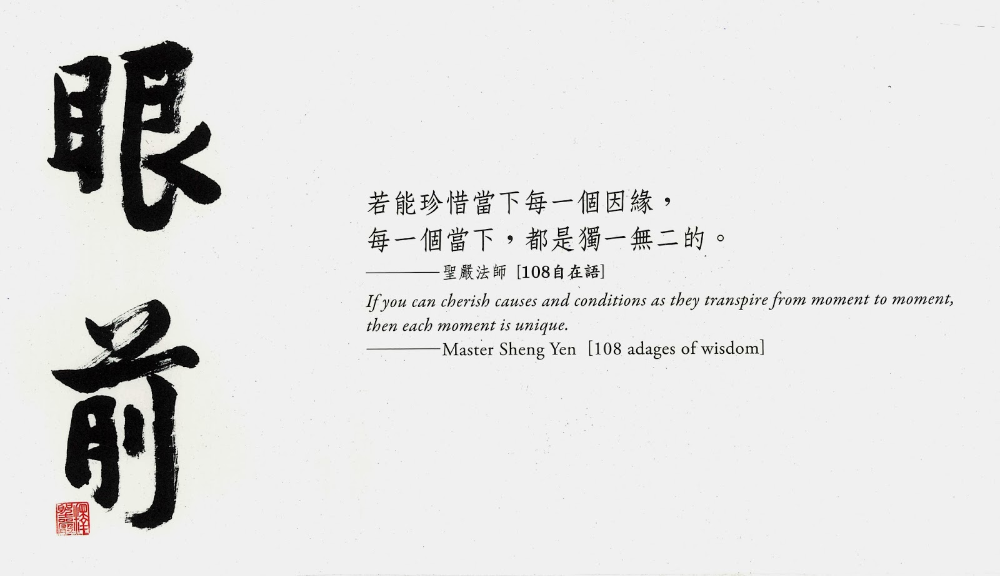 眼前
若能珍惜當下每一個因緣，
每一個當下，都是獨一無二的。
———聖嚴法師 [108自在語]
If you can cherish causes and conditions as they transpire from moment to moment,
then each moment is unique.
———Master Sheng Yen [108 adages of wisdom]